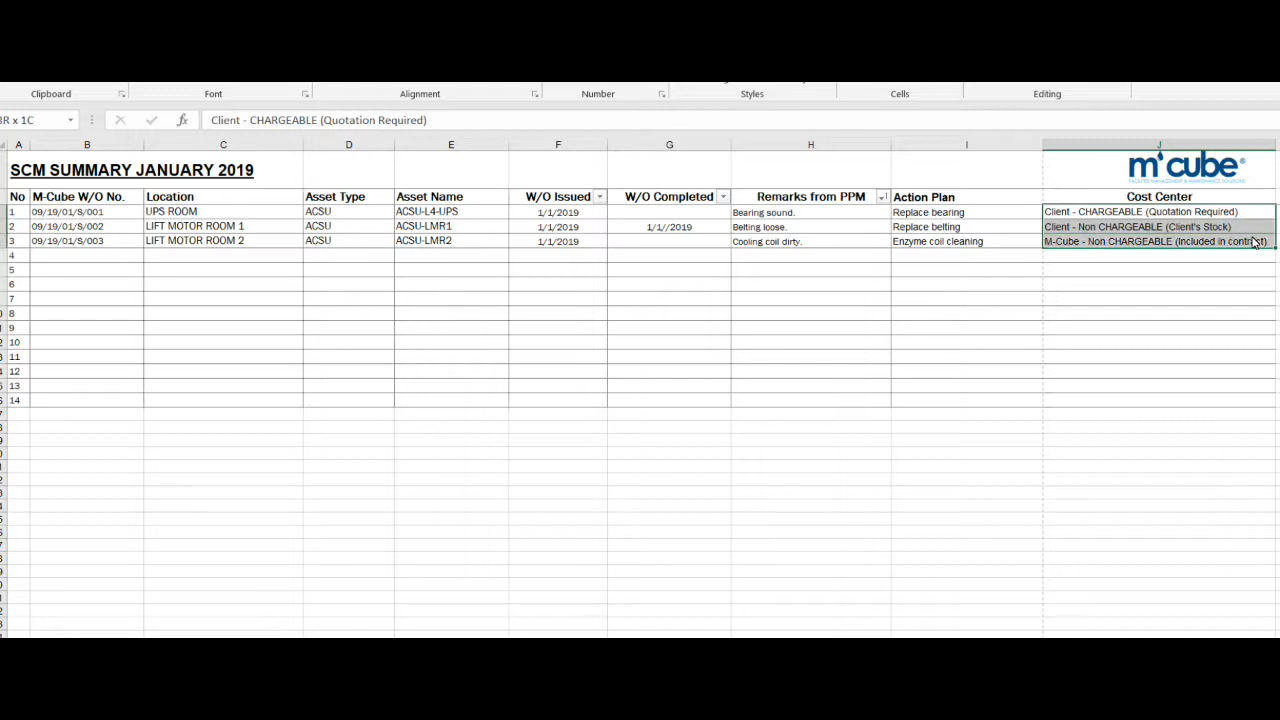 Clipboard Font Alignment Number Styles Cells Editing
3R x 1C fx Client - CHARGEABLE (Quotation Required)
A B C D E F G H I J
SCM SUMMARY JANUARY 2019 m³cube®
FACILITIES MANAGEMENT & MAINTENANCE SOLUTIONS
No M-Cube W/O No. Location Asset Type Asset Name W/O Issued W/O Completed Remarks from PPM Action Plan Cost Center
1 09/19/01/S/001 UPS ROOM ACSU ACSU-L4-UPS 1/1/2019 Bearing sound. Replace bearing Client - CHARGEABLE (Quotation Required)
2 09/19/01/S/002 LIFT MOTOR ROOM 1 ACSU ACSU-LMR1 1/1/2019 1/1//2019 Belting loose. Replace belting Client - Non CHARGEABLE (Client's Stock)
3 09/19/01/S/003 LIFT MOTOR ROOM 2 ACSU ACSU-LMR2 1/1/2019 Cooling coil dirty. Enzyme coil cleaning M-Cube - Non CHARGEABLE (Included in contract)
4
5
6
7
8
9
10
11
12
13
14